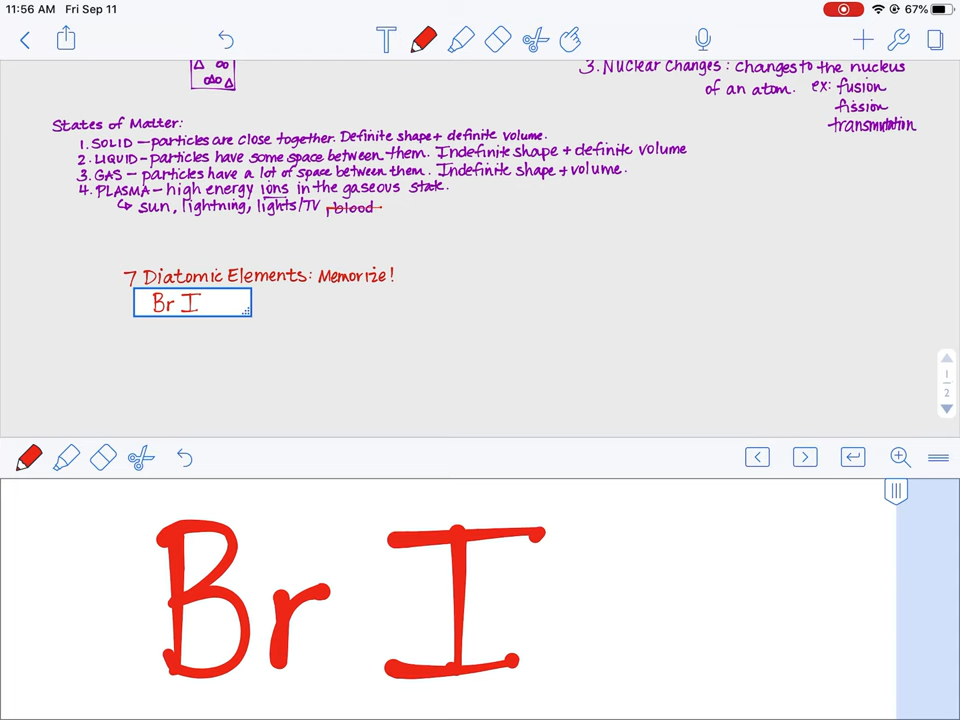 11:56 AM Fri Sep 11
67%
3. Nuclear Changes: Changes to the nucleus
of an atom. ex: fusion
fission
transmutation
States of Matter:
1. SOLID – particles are close together. Definite shape + definite volume.
2. LIQUID – particles have some space between them. Indefinite shape + definite volume
3. GAS – particles have a lot of space between them. Indefinite shape + volume.
4. PLASMA – high energy ions in the gaseous state.
↳ sun, lightning, lights/TV blood
7 Diatomic Elements: Memorize!
Br I
1
2
Br I